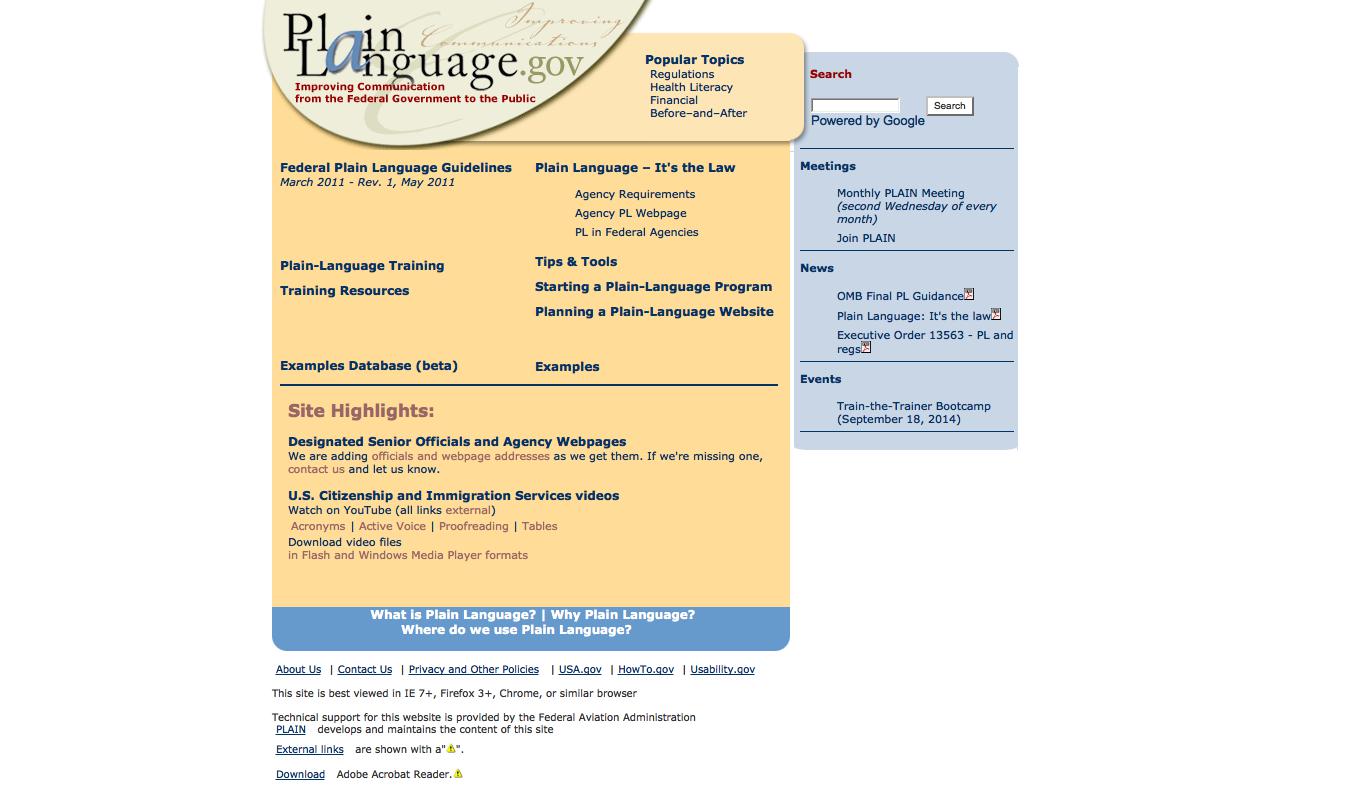 Improving
Communications
Plain
Language.gov
Improving Communication
from the Federal Government to the Public
Popular Topics
Regulations
Health Literacy
Financial
Before–and–After
Search
Search
Powered by Google
Federal Plain Language Guidelines
March 2011 - Rev. 1, May 2011
Plain-Language Training
Training Resources
Examples Database (beta)
Plain Language – It's the Law
Agency Requirements
Agency PL Webpage
PL in Federal Agencies
Tips & Tools
Starting a Plain-Language Program
Planning a Plain-Language Website
Examples
Meetings
Monthly PLAIN Meeting
(second Wednesday of every
month)
Join PLAIN
News
OMB Final PL Guidance
Plain Language: It's the law
Executive Order 13563 - PL and
regs
Events
Train-the-Trainer Bootcamp
(September 18, 2014)
Site Highlights:
Designated Senior Officials and Agency Webpages
We are adding officials and webpage addresses as we get them. If we're missing one,
contact us and let us know.
U.S. Citizenship and Immigration Services videos
Watch on YouTube (all links external)
Acronyms | Active Voice | Proofreading | Tables
Download video files
in Flash and Windows Media Player formats
What is Plain Language? | Why Plain Language?
Where do we use Plain Language?
About Us | Contact Us | Privacy and Other Policies | USA.gov | HowTo.gov | Usability.gov
This site is best viewed in IE 7+, Firefox 3+, Chrome, or similar browser
Technical support for this website is provided by the Federal Aviation Administration
PLAIN develops and maintains the content of this site
External links are shown with a"".
Download Adobe Acrobat Reader.